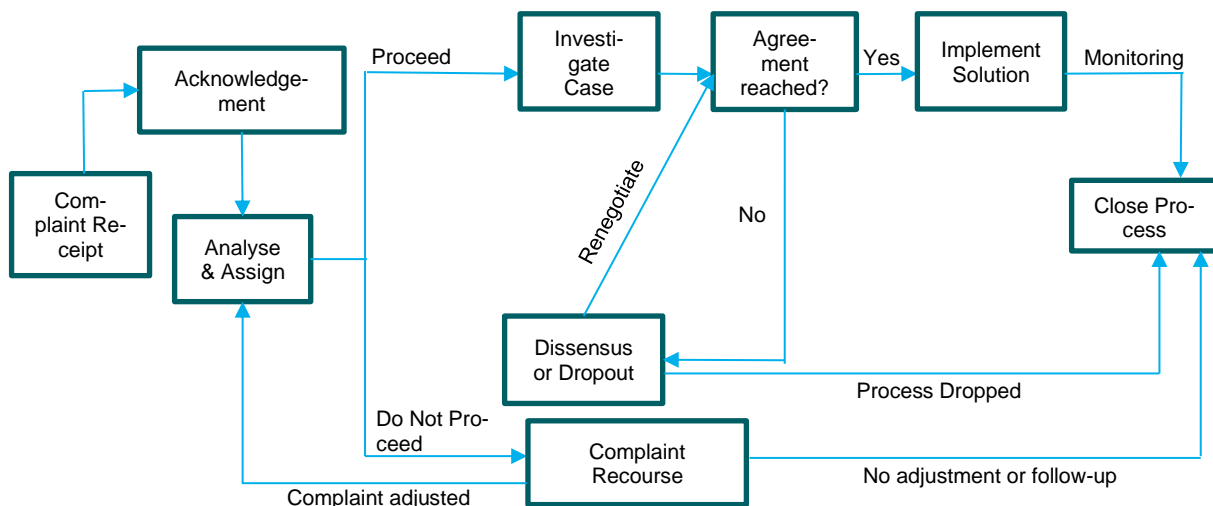 Acknowledge-
ment
Com-
plaint Re-
ceipt
Analyse
& Assign
Proceed
Investi-
gate
Case
Agree-
ment
reached?
Yes
Implement
Solution
Monitoring
Close Pro-
cess
Renegotiate
No
Dissensus
or Dropout
Process Dropped
Do Not Pro-
ceed
Complaint
Recourse
No adjustment or follow-up
Complaint adjusted